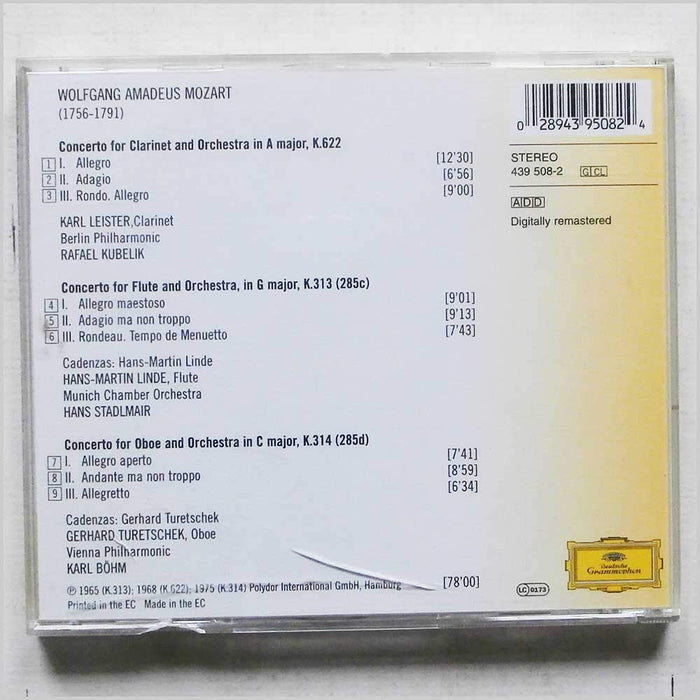 WOLFGANG AMADEUS MOZART
(1756-1791)
Concerto for Clarinet and Orchestra in A major, K.622
1 I. Allegro [12'30]
2 II. Adagio [6'56]
3 III. Rondo. Allegro [9'00]
KARL LEISTER,Clarinet
Berlin Philharmonic
RAFAEL KUBELIK
Concerto for Flute and Orchestra, in G major, K.313 (285c)
4 I. Allegro maestoso [9'01]
5 II. Adagio ma non troppo [9'13]
6 III. Rondeau. Tempo de Menuetto [7'43]
Cadenzas: Hans-Martin Linde
HANS-MARTIN LINDE, Flute
Munich Chamber Orchestra
HANS STADLMAIR
Concerto for Oboe and Orchestra in C major, K.314 (285d)
7 I. Allegro aperto [7'41]
8 II. Andante ma non troppo [8'59]
9 III. Allegretto [6'34]
Cadenzas: Gerhard Turetschek
GERHARD TURETSCHEK, Oboe
Vienna Philharmonic
KARL BÖHM
℗ 1965 (K.313); 1968 (K.622); 1975 (K.314) Polydor International GmbH, Hamburg [78'00]
Printed in the EC Made in the EC
0 28943 95082 4
STEREO
439 508-2 GCL
ADD
Digitally remastered
Deutsche
Grammophon
LC 0173